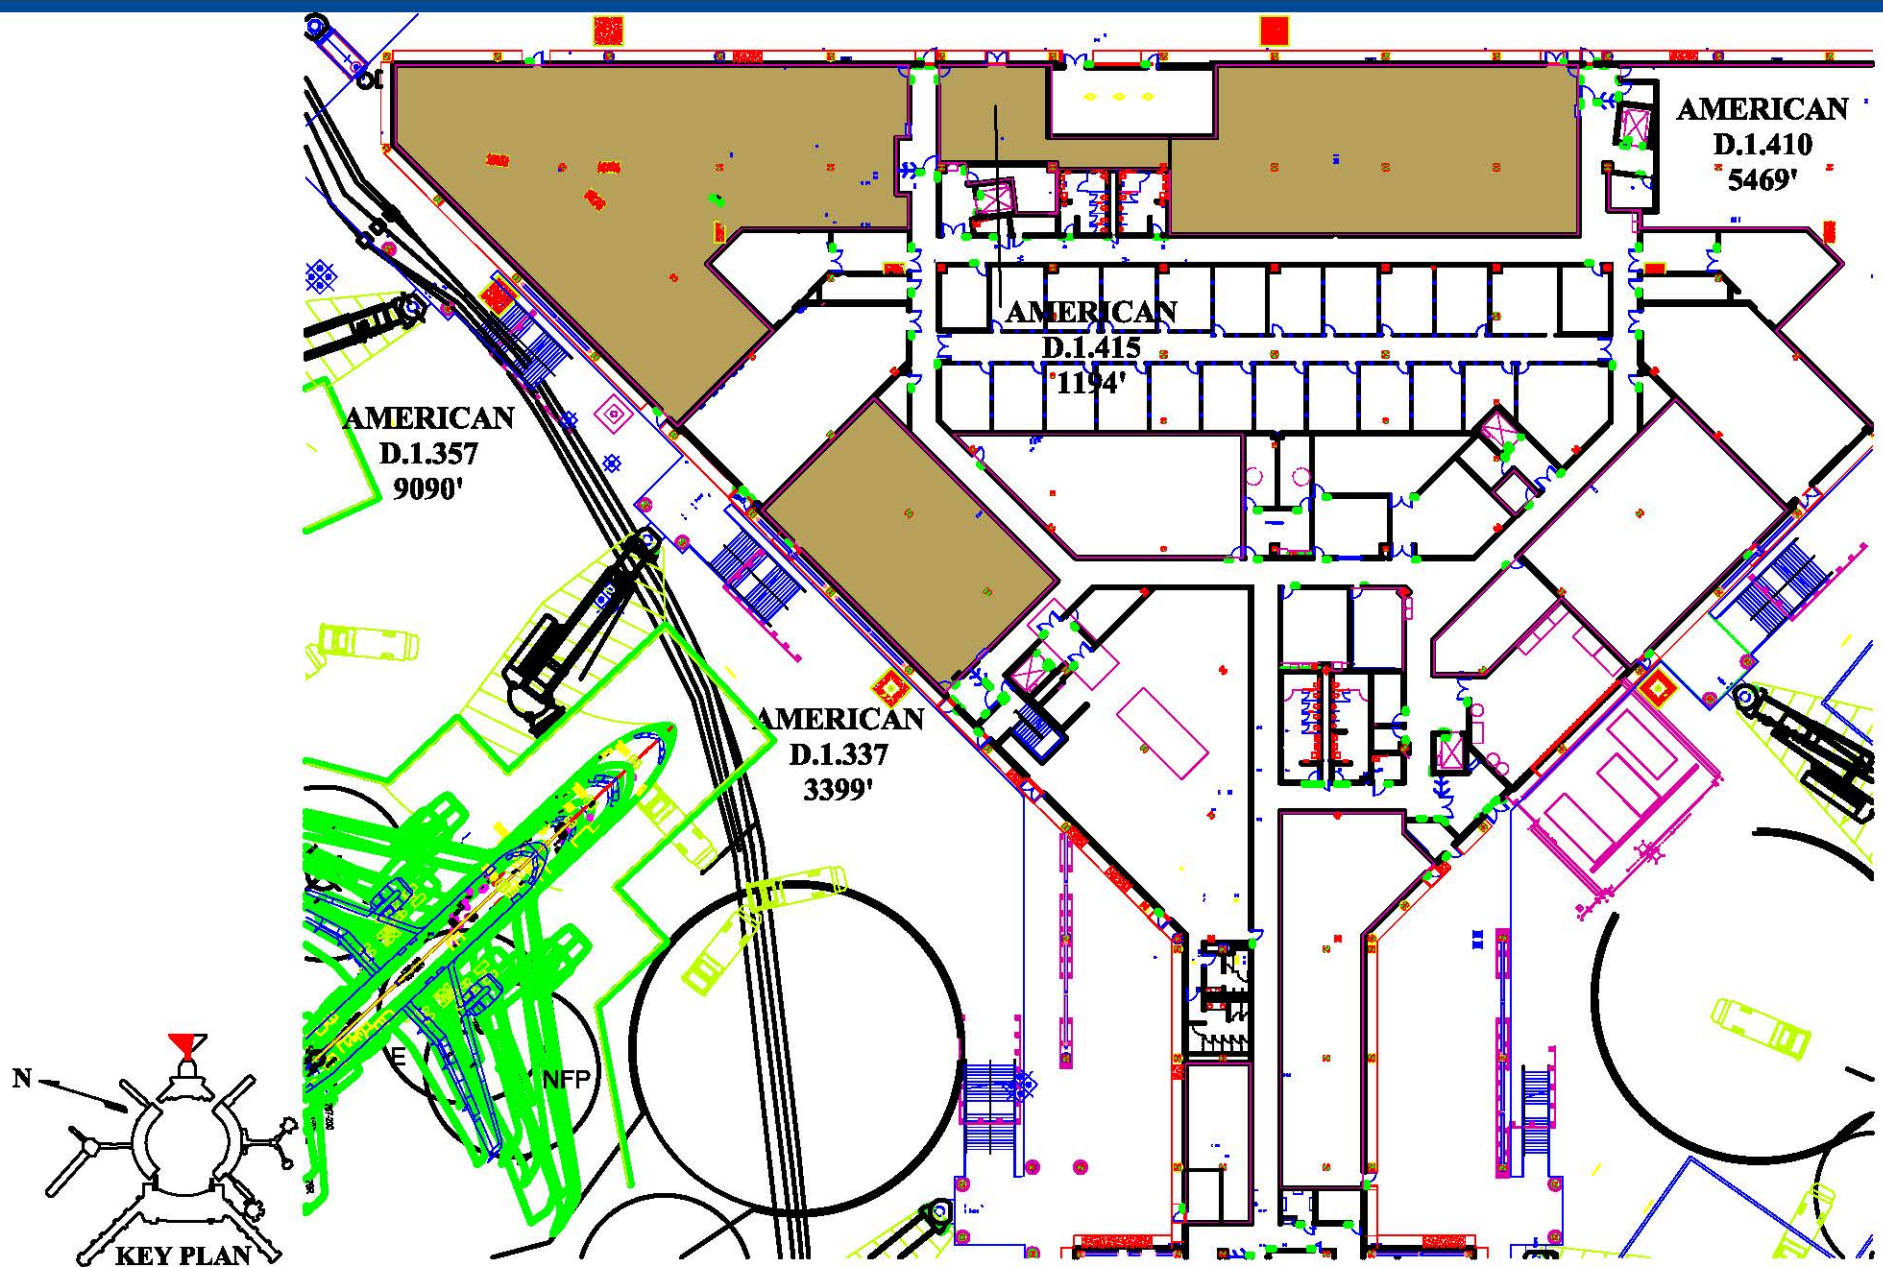 AMERICAN
D.1.410
5469'
AMERICAN
D.1.415
1194'
AMERICAN
D.1.357
9090'
AMERICAN
D.1.337
3399'
E
NFP
N
KEY PLAN